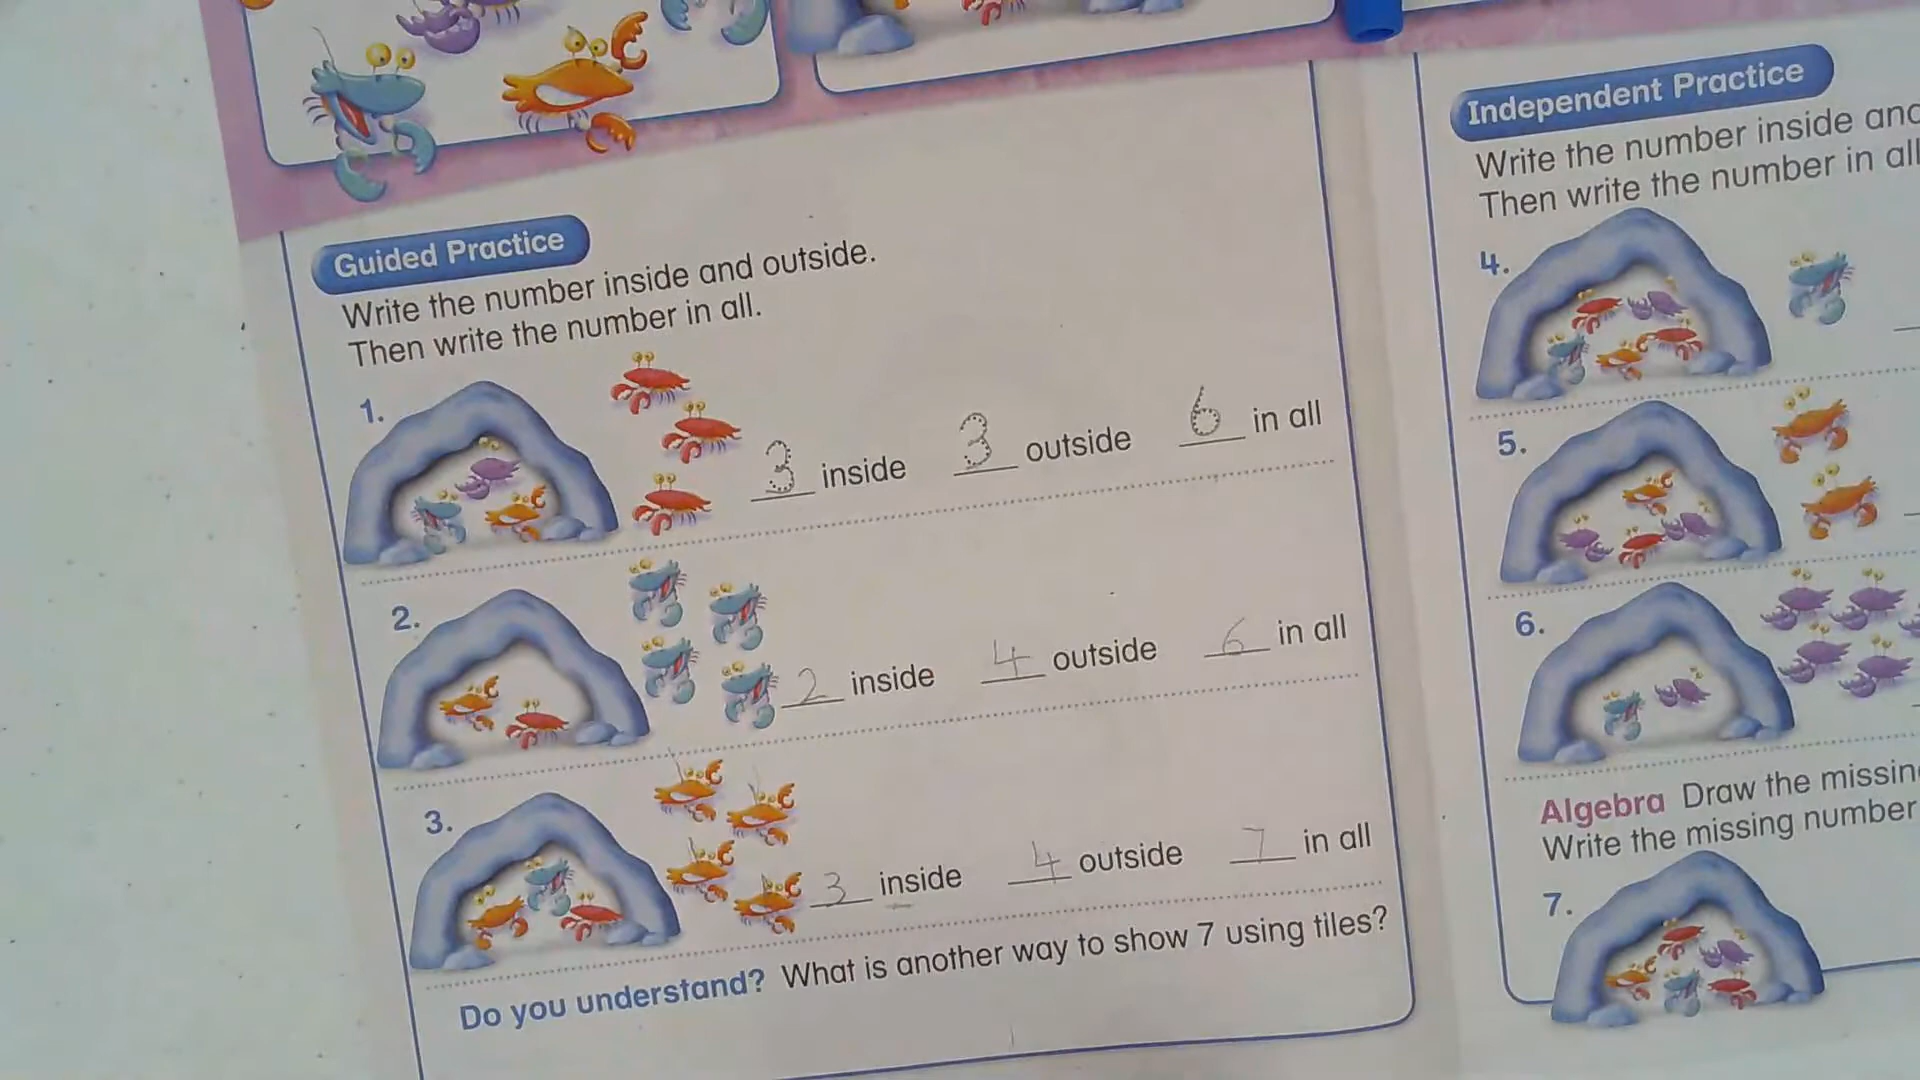 Guided Practice
Write the number inside and outside.
Then write the number in all.
1.
3 inside 3 outside 6 in all
2.
2 inside 4 outside 6 in all
3.
3 inside 4 outside 7 in all
Do you understand? What is another way to show 7 using tiles?
Independent Practice
Write the number inside and
Then write the number in all
4.
5.
6.
Algebra Draw the missing
Write the missing number
7.